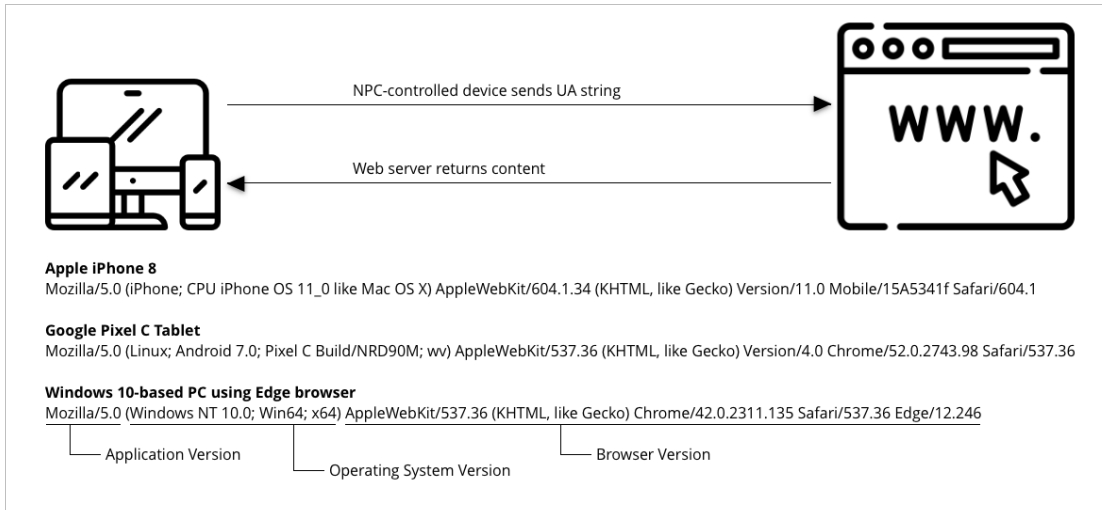 NPC-controlled device sends UA string
WWW.
Web server returns content
Apple iPhone 8
Mozilla/5.0 (iPhone; CPU iPhone OS 11_0 like Mac OS X) AppleWebKit/604.1.34 (KHTML, like Gecko) Version/11.0 Mobile/15A5341f Safari/604.1
Google Pixel C Tablet
Mozilla/5.0 (Linux; Android 7.0; Pixel C Build/NRD90M; wv) AppleWebKit/537.36 (KHTML, like Gecko) Version/4.0 Chrome/52.0.2743.98 Safari/537.36
Windows 10-based PC using Edge browser
Mozilla/5.0 (Windows NT 10.0; Win64; x64) AppleWebKit/537.36 (KHTML, like Gecko) Chrome/42.0.2311.135 Safari/537.36 Edge/12.246
Application Version
Browser Version
Operating System Version